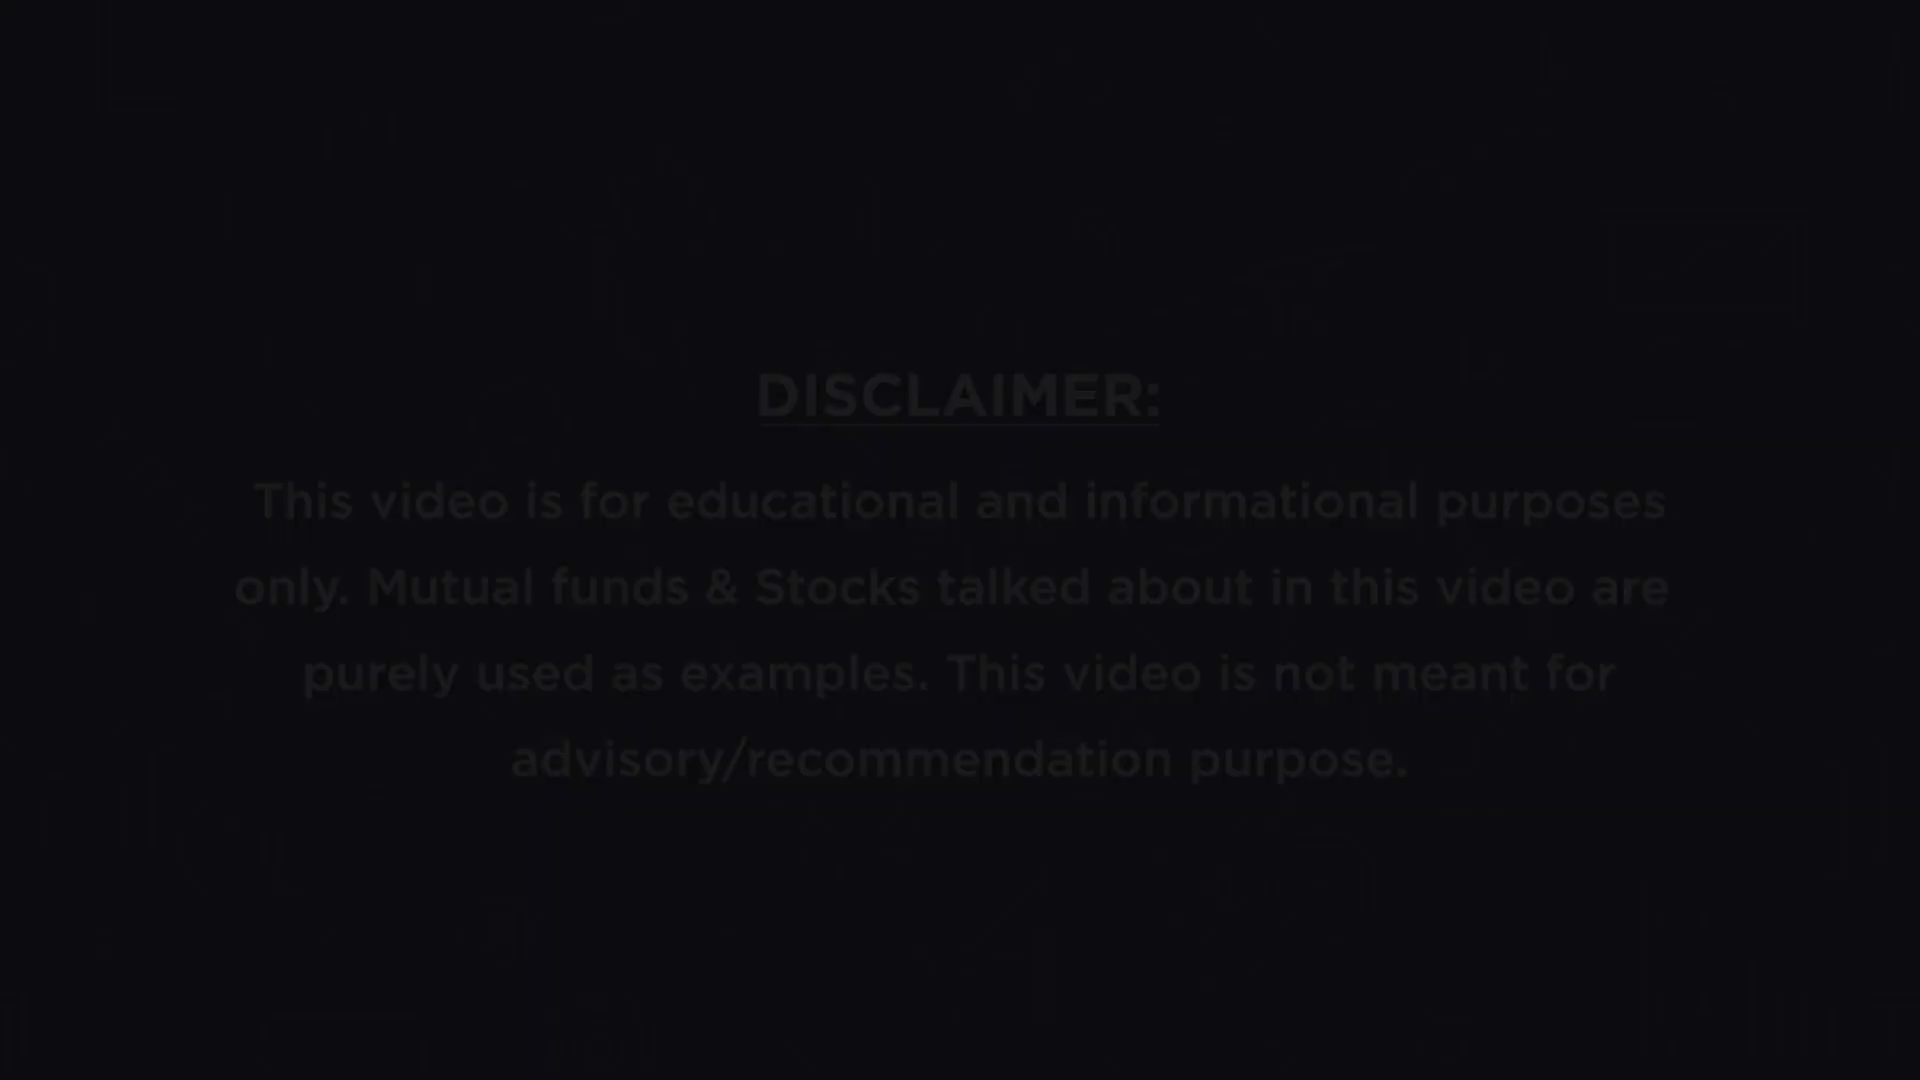 DISCLAIMER:
This video is for educational and informational purposes
only. Mutual funds & Stocks talked about in this video are
purely used as examples. This video is not meant for
advisory/recommendation purpose.